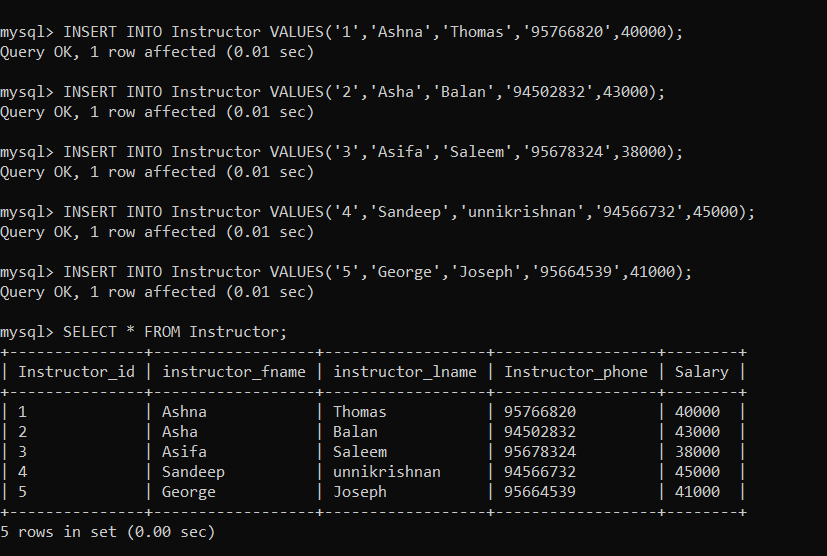 mysql> INSERT INTO Instructor VALUES('1','Ashna','Thomas','95766820',40000);
Query OK, 1 row affected (0.01 sec)
mysql> INSERT INTO Instructor VALUES('2','Asha','Balan','94502832',43000);
Query OK, 1 row affected (0.01 sec)
mysql> INSERT INTO Instructor VALUES('3','Asifa','Saleem','95678324',38000);
Query OK, 1 row affected (0.01 sec)
mysql> INSERT INTO Instructor VALUES('4','Sandeep','unnikrishnan','94566732',45000);
Query OK, 1 row affected (0.01 sec)
mysql> INSERT INTO Instructor VALUES('5','George','Joseph','95664539',41000);
Query OK, 1 row affected (0.01 sec)
mysql> SELECT * FROM Instructor;
+---------------+------------------+------------------+------------------+--------+
| Instructor_id | instructor_fname | instructor_lname | Instructor_phone | Salary |
+---------------+------------------+------------------+------------------+--------+
| 1 | Ashna | Thomas | 95766820 | 40000 |
| 2 | Asha | Balan | 94502832 | 43000 |
| 3 | Asifa | Saleem | 95678324 | 38000 |
| 4 | Sandeep | unnikrishnan | 94566732 | 45000 |
| 5 | George | Joseph | 95664539 | 41000 |
+---------------+------------------+------------------+------------------+--------+
5 rows in set (0.00 sec)